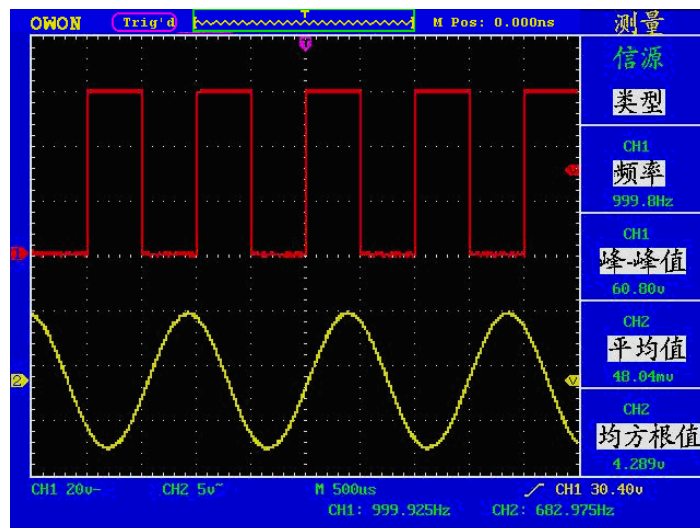 OWON Trig'd T M Pos: 0.000ns 测量
T
信源
类型
CH1
频率
999.8Hz
1
CH1
峰-峰值
60.80v
CH2
平均值
48.04mv
2
CH2
均方根值
4.289v
CH1 20v- CH2 5v~ M 500us CH1 30.40v
CH1: 999.925Hz CH2: 682.975Hz